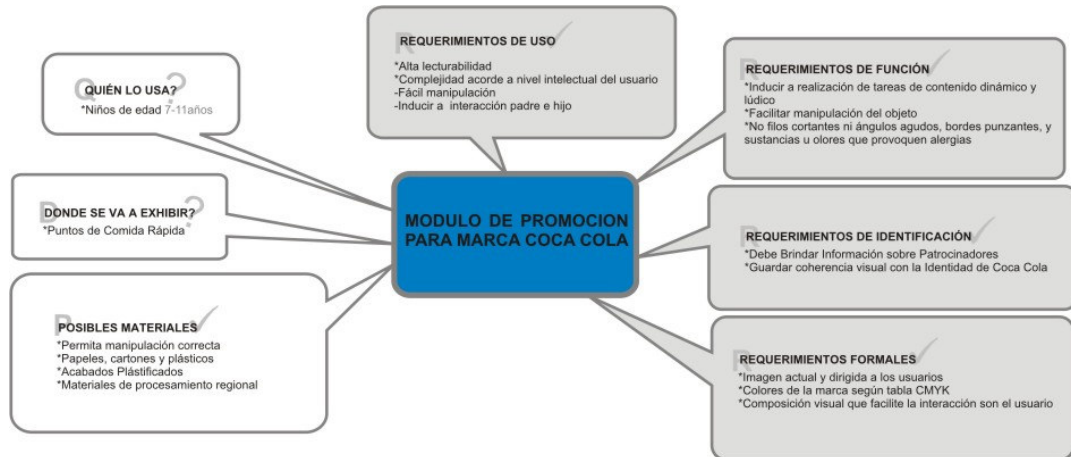 REQUERIMIENTOS DE USO
*Alta lecturabilidad
*Complejidad acorde a nivel intelectual del usuario
-Fácil manipulación
-Inducir a interacción padre e hijo
QUIÉN LO USA?
*Niños de edad 7-11años
REQUERIMIENTOS DE FUNCIÓN
*Inducir a realización de tareas de contenido dinámico y
lúdico
*Facilitar manipulación del objeto
*No filos cortantes ni ángulos agudos, bordes punzantes, y
sustancias u olores que provoquen alergias
DONDE SE VA A EXHIBIR?
*Puntos de Comida Rápida
MODULO DE PROMOCION
PARA MARCA COCA COLA
REQUERIMIENTOS DE IDENTIFICACIÓN
*Debe Brindar Información sobre Patrocinadores
*Guardar coherencia visual con la Identidad de Coca Cola
POSIBLES MATERIALES
*Permita manipulación correcta
*Papeles, cartones y plásticos
*Acabados Plástificados
*Materiales de procesamiento regional
REQUERIMIENTOS FORMALES
*Imagen actual y dirigida a los usuarios
*Colores de la marca según tabla CMYK
*Composición visual que facilite la interacción son el usuario